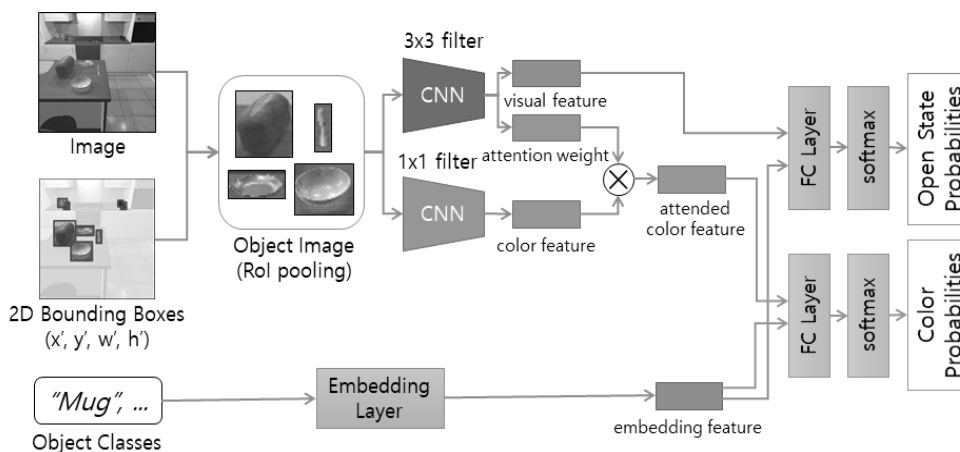 Image
2D Bounding Boxes
(x’, y’, w’, h’)
“Mug”, ...
Object Classes
Object Image
(RoI pooling)
3x3 filter
CNN
1x1 filter
CNN
visual feature
attention weight
color feature
attended
color feature
Embedding
Layer
embedding feature
FC Layer
softmax
Open State
Probabilities
FC Layer
softmax
Color
Probabilities